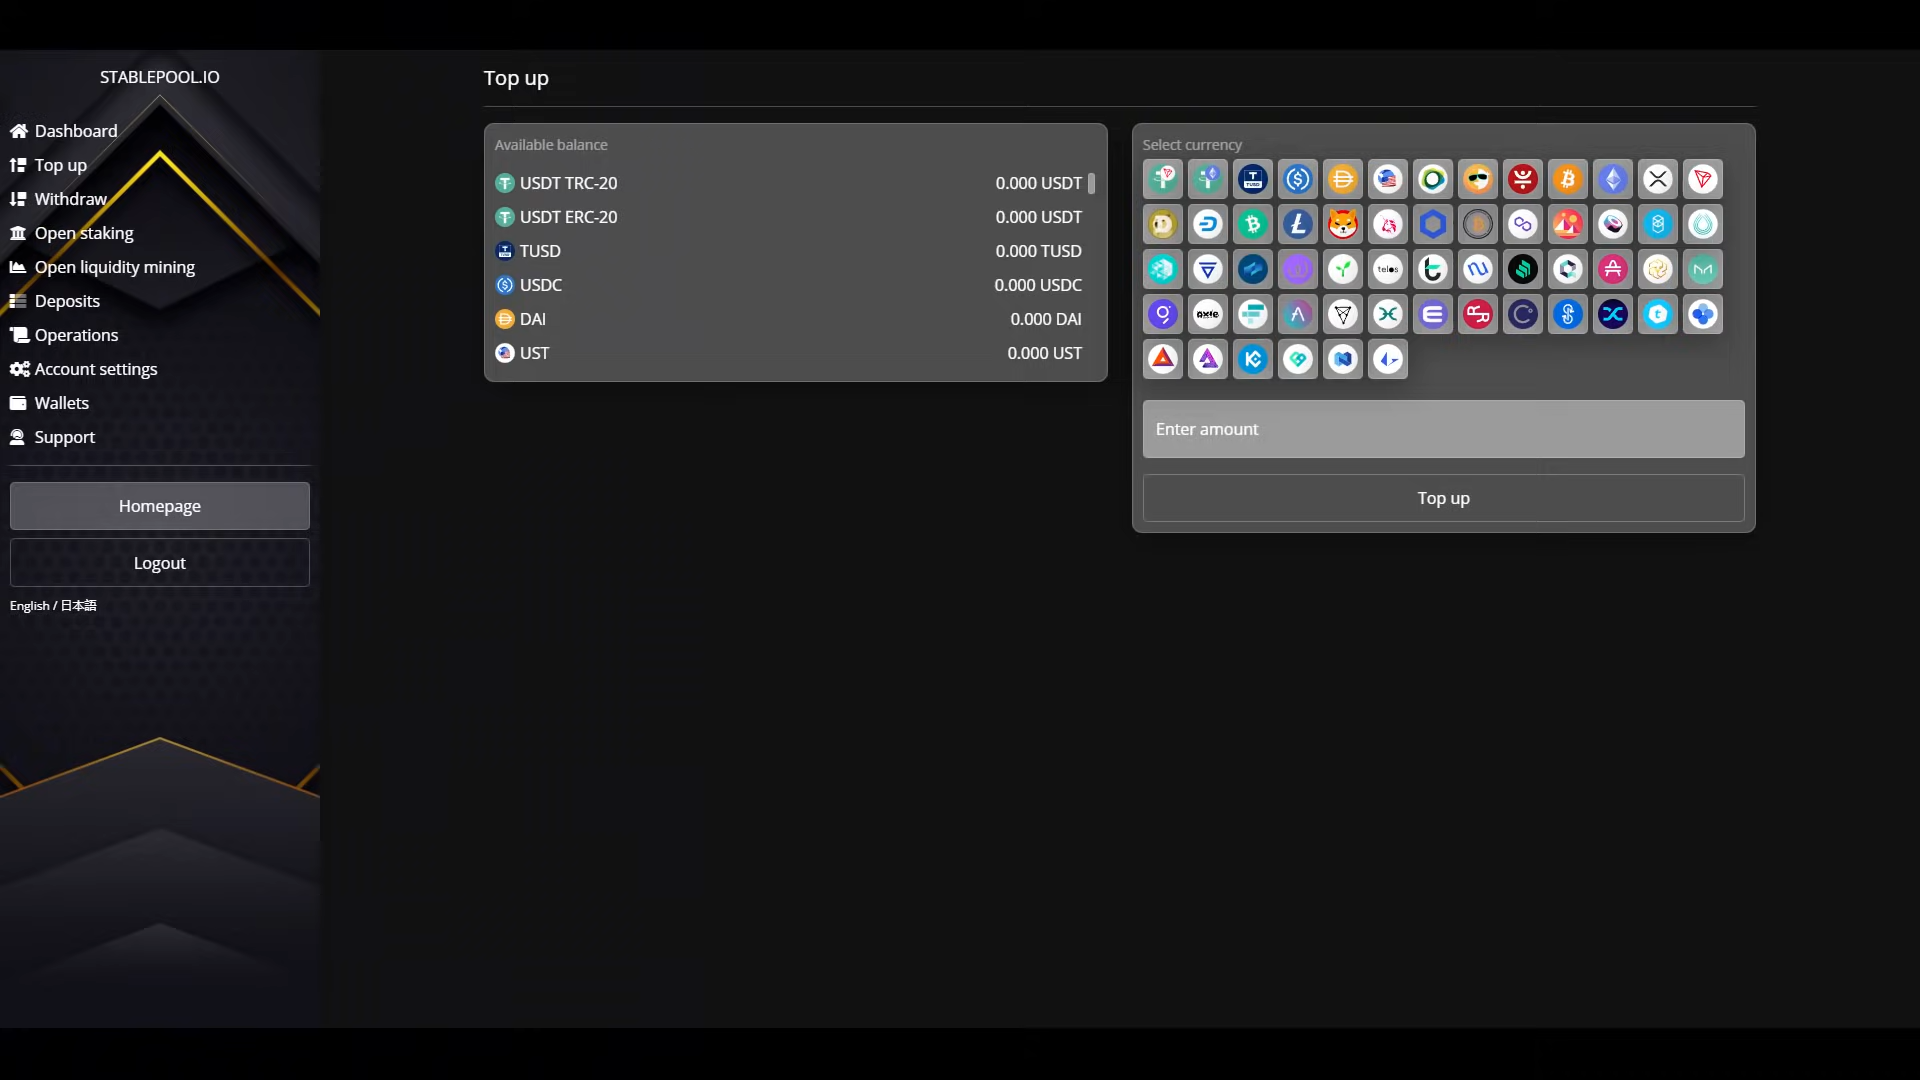 STABLEPOOL.IO
Dashboard
Top up
Withdraw
Open staking
Open liquidity mining
Deposits
Operations
Account settings
Wallets
Support
Homepage
Logout
English / 日本語
Top up
Available balance
USDT TRC-20 0.000 USDT
USDT ERC-20 0.000 USDT
TUSD 0.000 TUSD
USDC 0.000 USDC
DAI 0.000 DAI
UST 0.000 UST
Select currency
telos
Enter amount
Top up